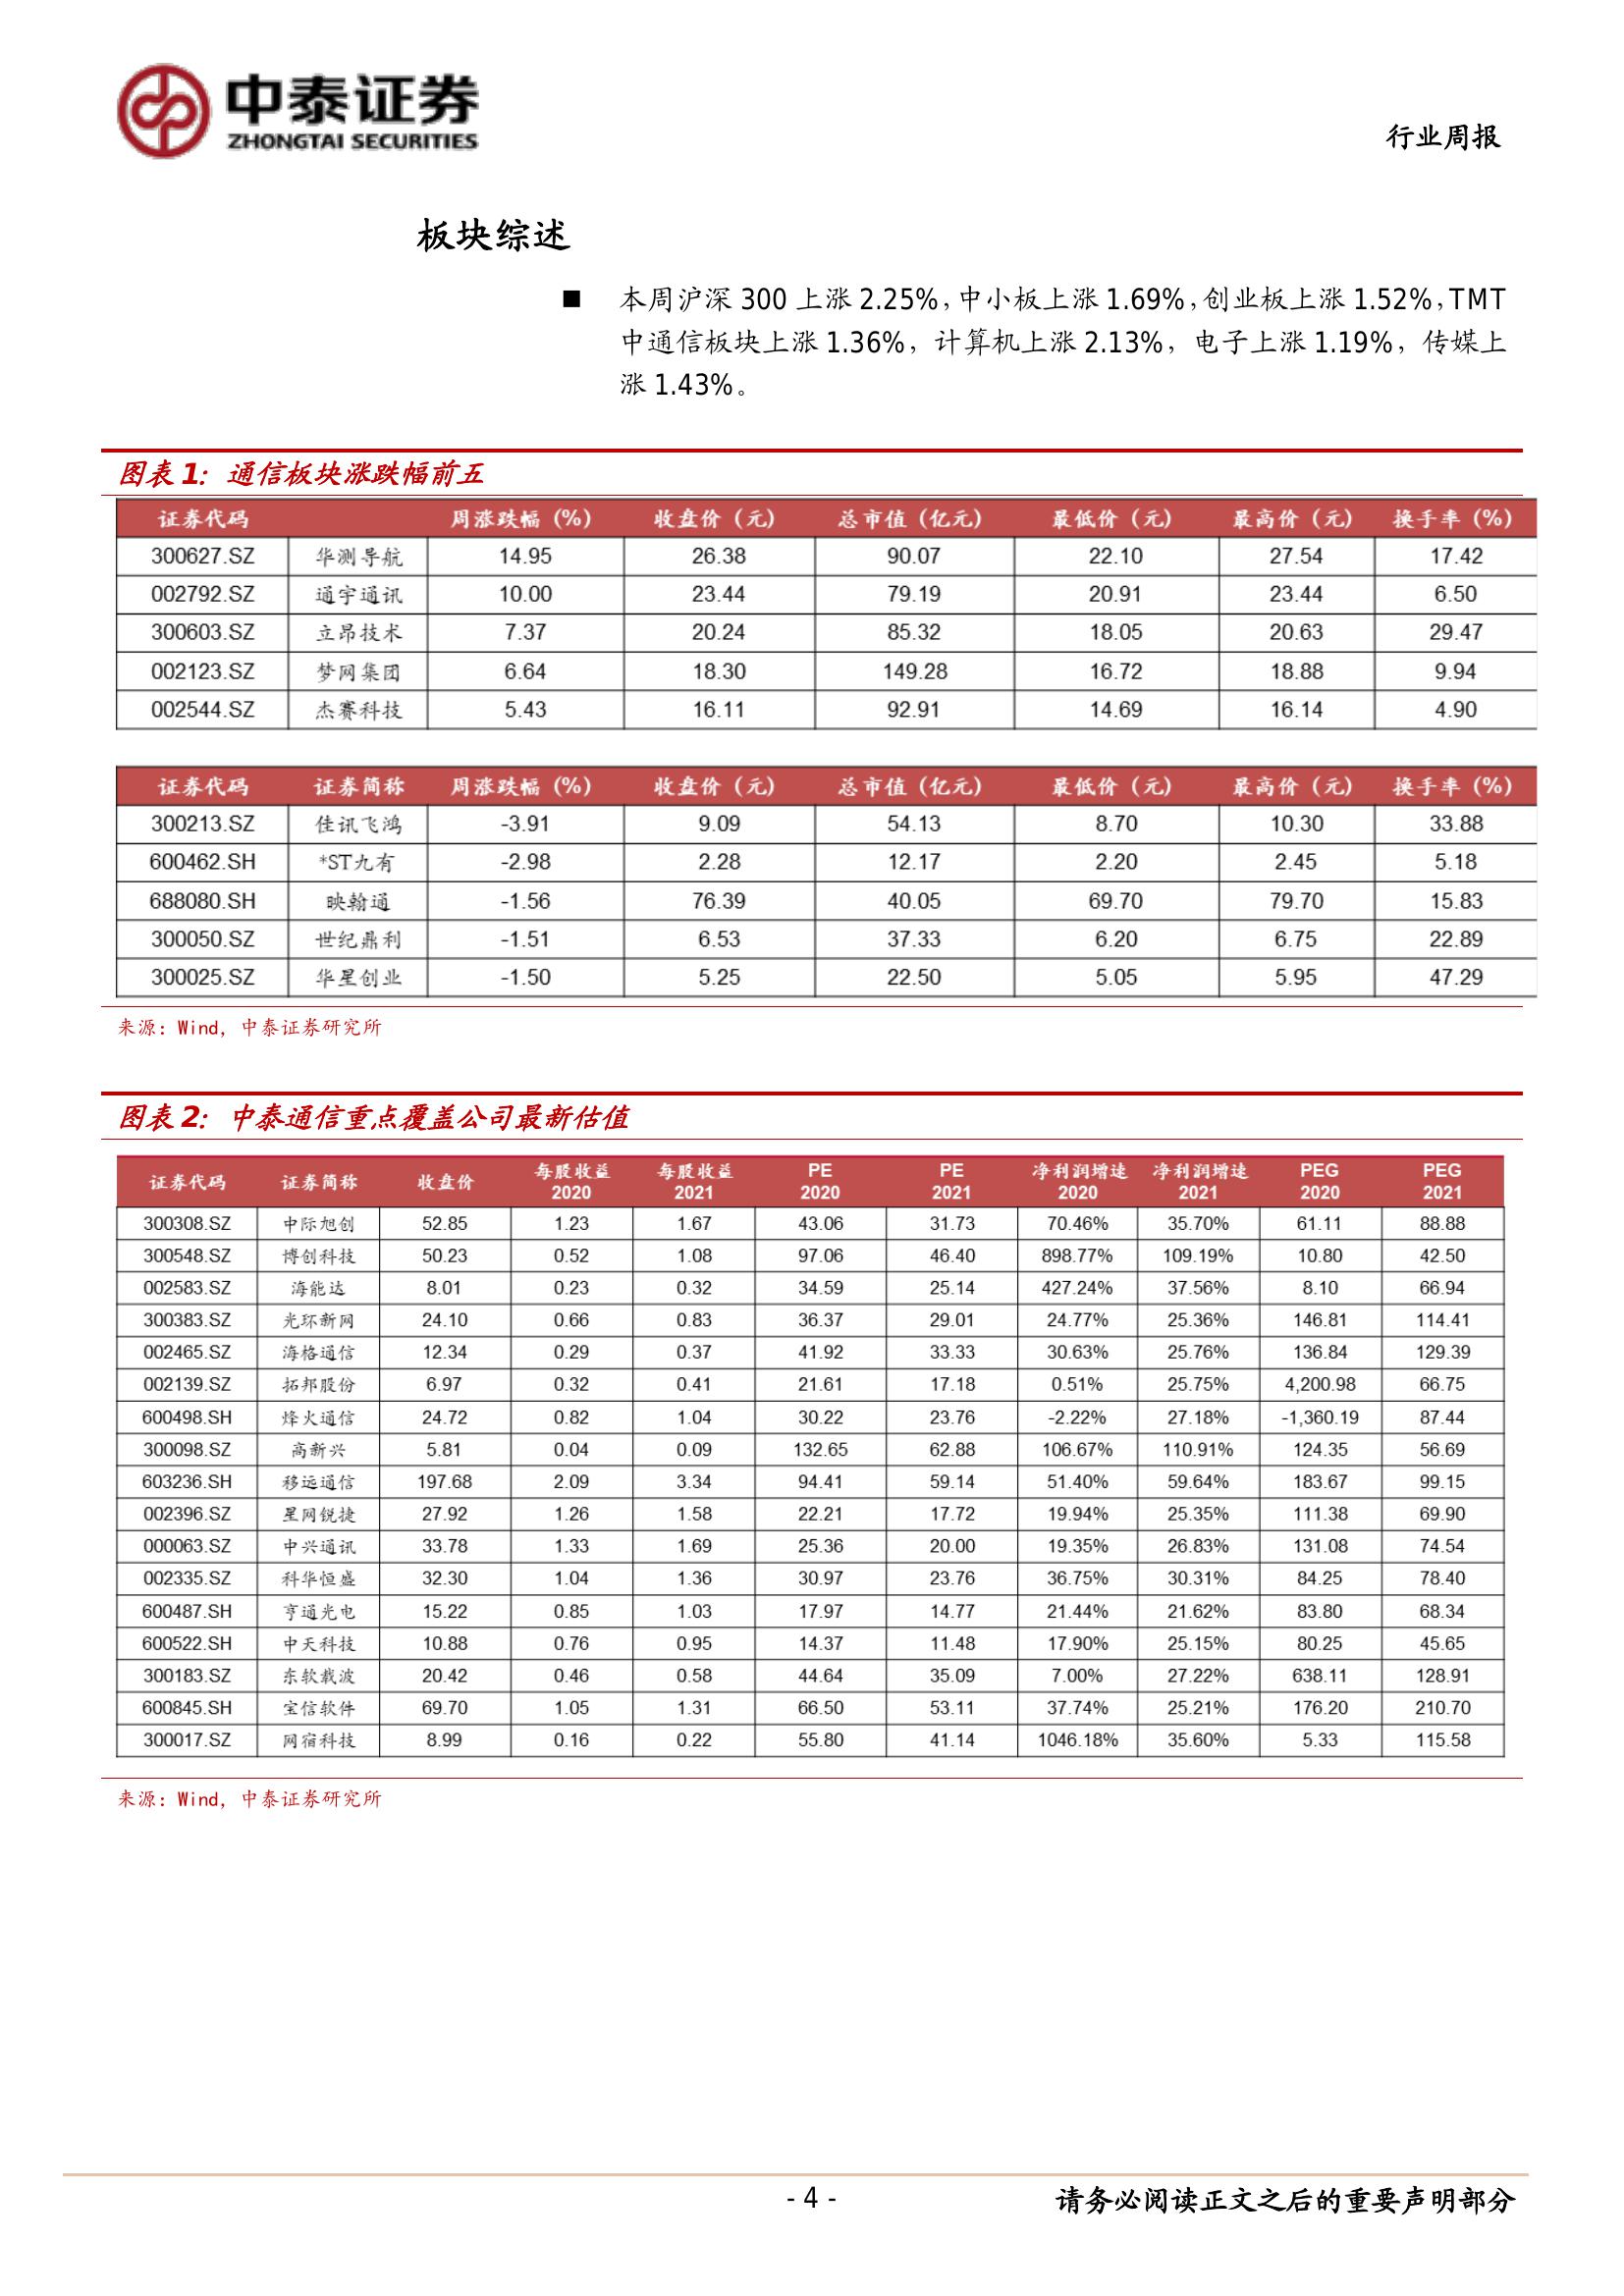 中泰证券
ZHONGTAI SECURITIES
行业周报
板块综述
■ 本周沪深 300 上涨 2.25%，中小板上涨 1.69%，创业板上涨 1.52%，TMT
中通信板块上涨 1.36%，计算机上涨 2.13%，电子上涨 1.19%，传媒上
涨 1.43%。
图表 1：通信板块涨跌幅前五
证券代码 周涨跌幅（%） 收盘价（元） 总市值（亿元） 最低价（元） 最高价（元） 换手率（%）
300627.SZ 华测导航 14.95 26.38 90.07 22.10 27.54 17.42
002792.SZ 通宇通讯 10.00 23.44 79.19 20.91 23.44 6.50
300603.SZ 立昂技术 7.37 20.24 85.32 18.05 20.63 29.47
002123.SZ 梦网集团 6.64 18.30 149.28 16.72 18.88 9.94
002544.SZ 杰赛科技 5.43 16.11 92.91 14.69 16.14 4.90
证券代码 证券简称 周涨跌幅（%） 收盘价（元） 总市值（亿元） 最低价（元） 最高价（元） 换手率（%）
300213.SZ 佳讯飞鸿 -3.91 9.09 54.13 8.70 10.30 33.88
600462.SH *ST九有 -2.98 2.28 12.17 2.20 2.45 5.18
688080.SH 映翰通 -1.56 76.39 40.05 69.70 79.70 15.83
300050.SZ 世纪鼎利 -1.51 6.53 37.33 6.20 6.75 22.89
300025.SZ 华星创业 -1.50 5.25 22.50 5.05 5.95 47.29
来源：Wind，中泰证券研究所
图表 2：中泰通信重点覆盖公司最新估值
证券代码 证券简称 收盘价 每股收益 2020 每股收益 2021 PE 2020 PE 2021 净利润增速 2020 净利润增速 2021 PEG 2020 PEG 2021
300308.SZ 中际旭创 52.85 1.23 1.67 43.06 31.73 70.46% 35.70% 61.11 88.88
300548.SZ 博创科技 50.23 0.52 1.08 97.06 46.40 898.77% 109.19% 10.80 42.50
002583.SZ 海能达 8.01 0.23 0.32 34.59 25.14 427.24% 37.56% 8.10 66.94
300383.SZ 光环新网 24.10 0.66 0.83 36.37 29.01 24.77% 25.36% 146.81 114.41
002465.SZ 海格通信 12.34 0.29 0.37 41.92 33.33 30.63% 25.76% 136.84 129.39
002139.SZ 拓邦股份 6.97 0.32 0.41 21.61 17.18 0.51% 25.75% 4,200.98 66.75
600498.SH 烽火通信 24.72 0.82 1.04 30.22 23.76 -2.22% 27.18% -1,360.19 87.44
300098.SZ 高新兴 5.81 0.04 0.09 132.65 62.88 106.67% 110.91% 124.35 56.69
603236.SH 移远通信 197.68 2.09 3.34 94.41 59.14 51.40% 59.64% 183.67 99.15
002396.SZ 星网锐捷 27.92 1.26 1.58 22.21 17.72 19.94% 25.35% 111.38 69.90
000063.SZ 中兴通讯 33.78 1.33 1.69 25.36 20.00 19.35% 26.83% 131.08 74.54
002335.SZ 科华恒盛 32.30 1.04 1.36 30.97 23.76 36.75% 30.31% 84.25 78.40
600487.SH 亨通光电 15.22 0.85 1.03 17.97 14.77 21.44% 21.62% 83.80 68.34
600522.SH 中天科技 10.88 0.76 0.95 14.37 11.48 17.90% 25.15% 80.25 45.65
300183.SZ 东软载波 20.42 0.46 0.58 44.64 35.09 7.00% 27.22% 638.11 128.91
600845.SH 宝信软件 69.70 1.05 1.31 66.50 53.11 37.74% 25.21% 176.20 210.70
300017.SZ 网宿科技 8.99 0.16 0.22 55.80 41.14 1046.18% 35.60% 5.33 115.58
来源：Wind，中泰证券研究所
- 4 -
请务必阅读正文之后的重要声明部分